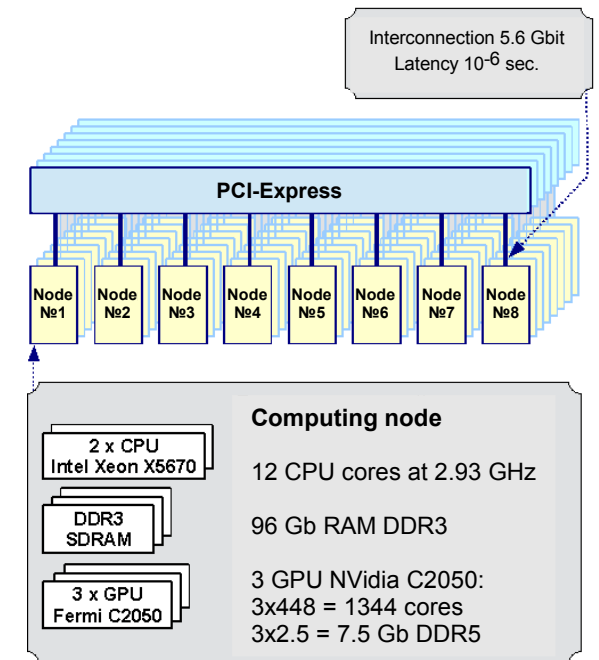 Interconnection 5.6 Gbit
Latency 10-6 sec.
PCI-Express
Node №1
Node №2
Node №3
Node №4
Node №5
Node №6
Node №7
Node №8
2 x CPU
Intel Xeon X5670
DDR3
SDRAM
3 x GPU
Fermi C2050
Computing node
12 CPU cores at 2.93 GHz
96 Gb RAM DDR3
3 GPU NVidia C2050:
3x448 = 1344 cores
3x2.5 = 7.5 Gb DDR5